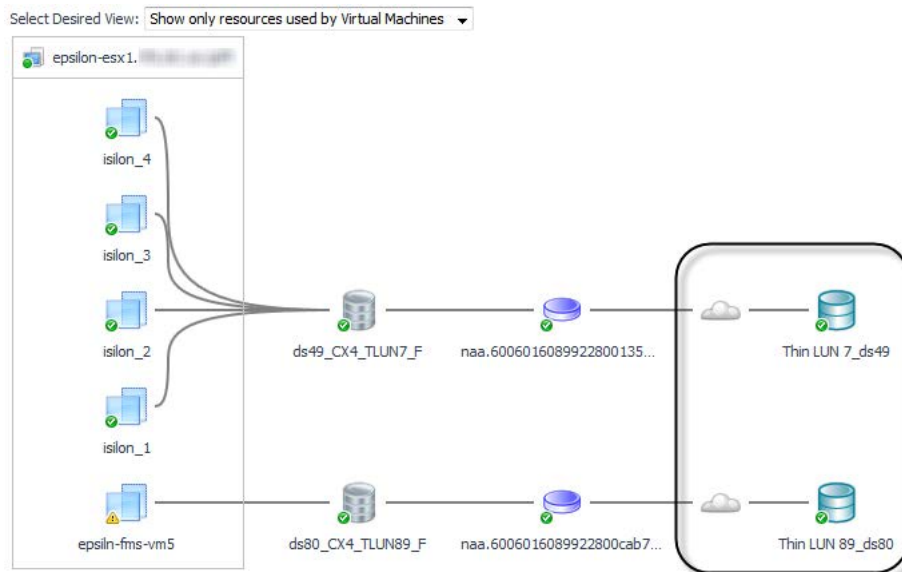 Select Desired View: Show only resources used by Virtual Machines
epsilon-esx1.
isilon_4
isilon_3
isilon_2
ds49_CX4_TLUN7_F
naa.6006016089922800135...
Thin LUN 7_ds49
isilon_1
epsiln-fms-vm5
ds80_CX4_TLUN89_F
naa.6006016089922800cab7...
Thin LUN 89_ds80